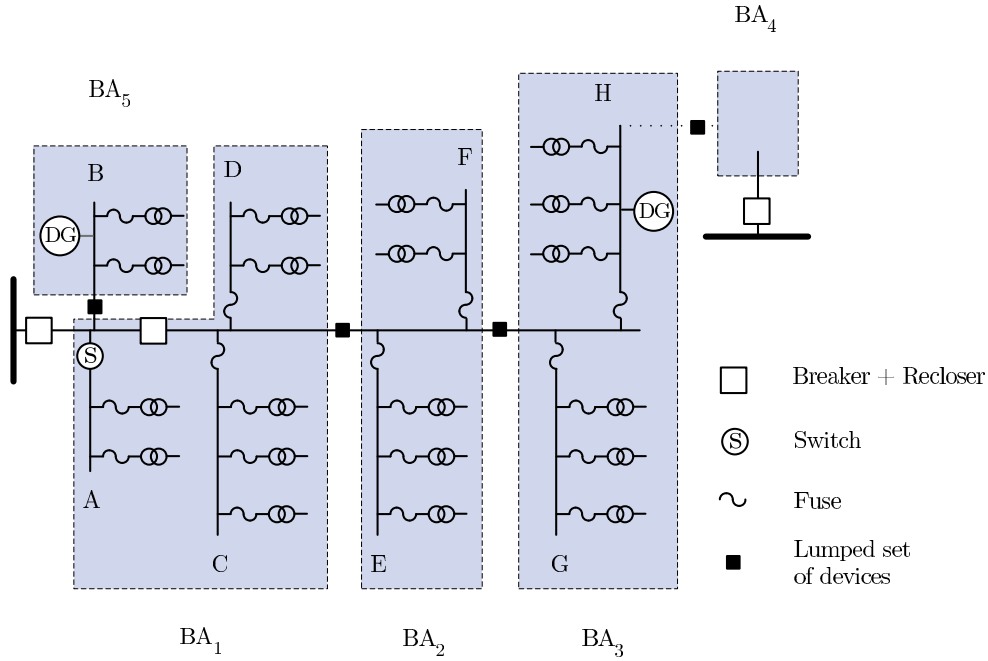 BA4
BA5
H
B
D
F
DG
DG
S
A
C
E
G
BA1
BA2
BA3
Breaker + Recloser
S Switch
Fuse
Lumped set
of devices